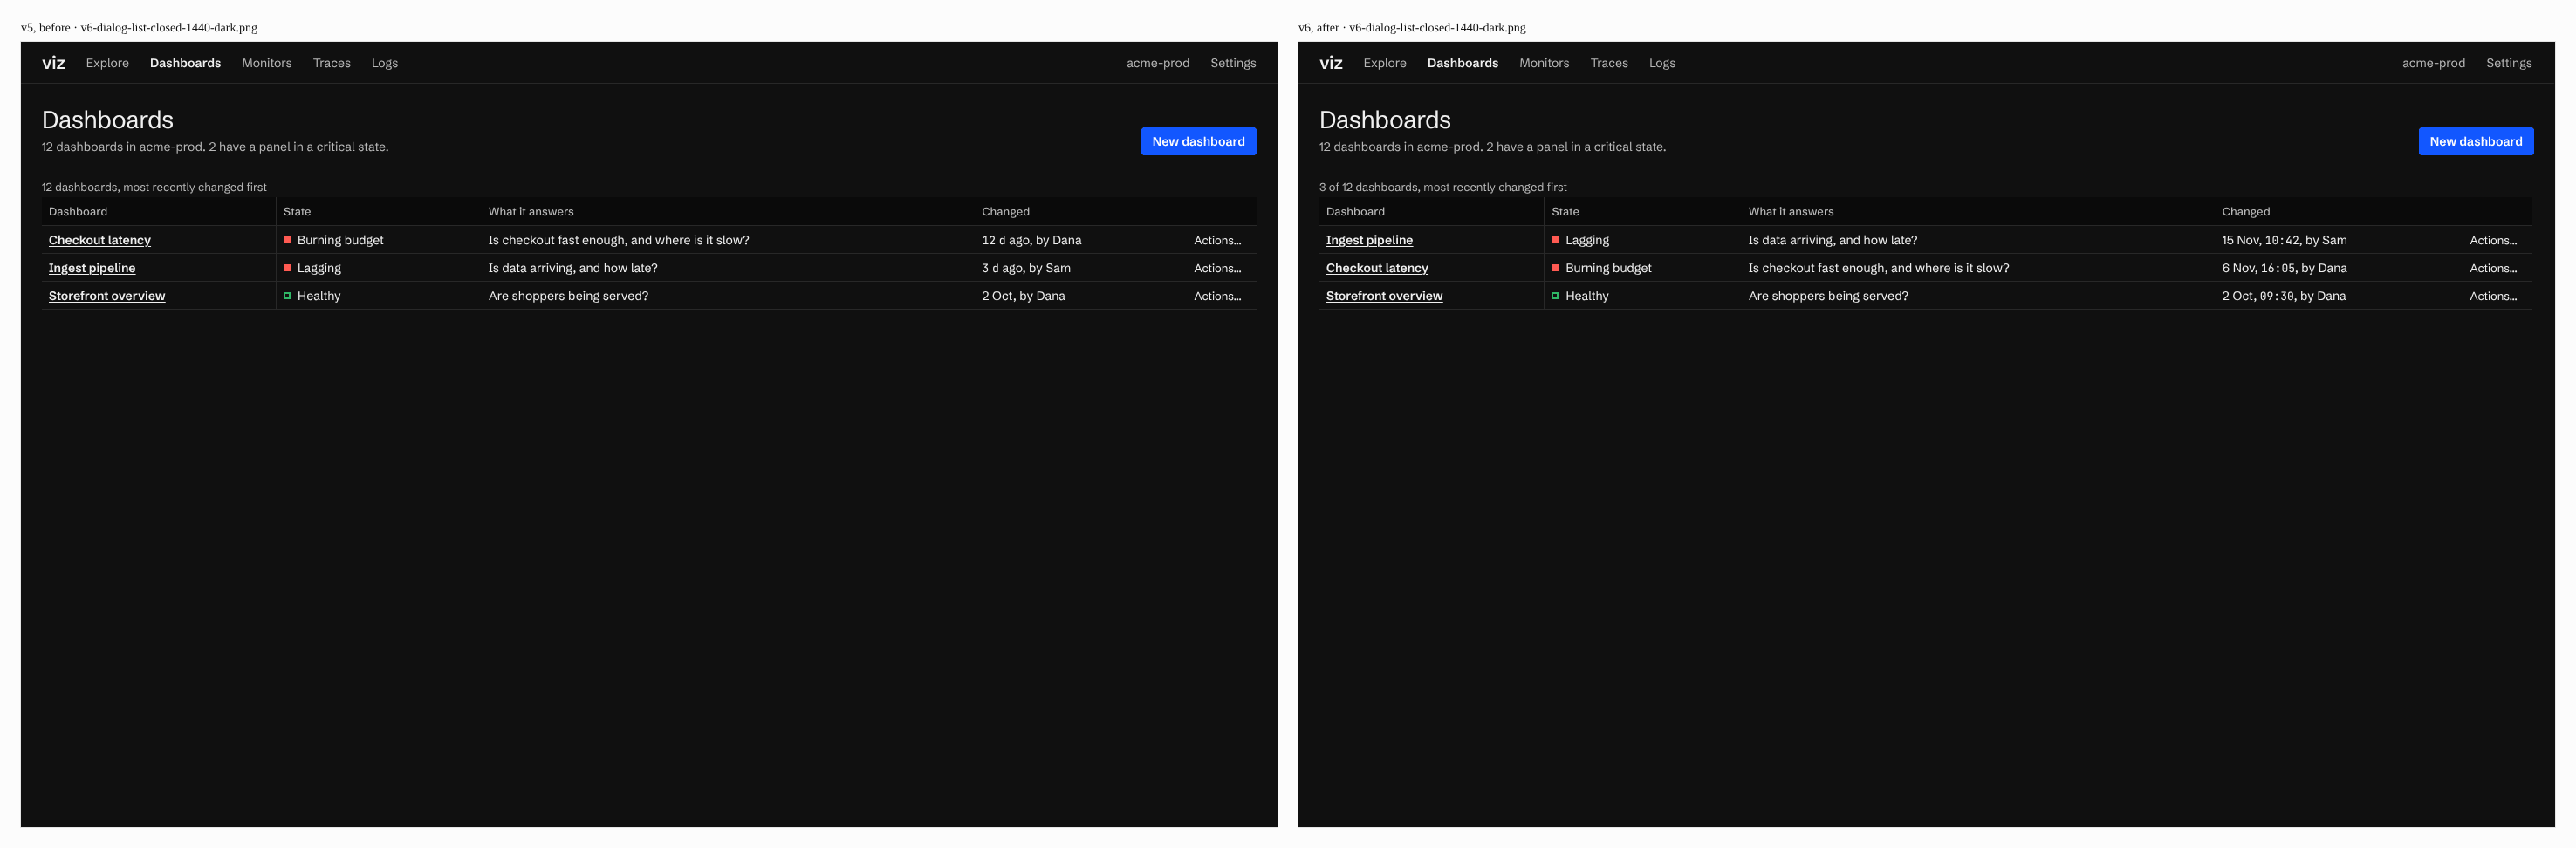 v5, before · v6-dialog-list-closed-1440-dark.png
viz Explore Dashboards Monitors Traces Logs acme-prod Settings
Dashboards
12 dashboards in acme-prod. 2 have a panel in a critical state.
New dashboard
12 dashboards, most recently changed first
Dashboard State What it answers Changed
Checkout latency Burning budget Is checkout fast enough, and where is it slow? 12 d ago, by Dana Actions…
Ingest pipeline Lagging Is data arriving, and how late? 3 d ago, by Sam Actions…
Storefront overview Healthy Are shoppers being served? 2 Oct, by Dana Actions…
v6, after · v6-dialog-list-closed-1440-dark.png
viz Explore Dashboards Monitors Traces Logs acme-prod Settings
Dashboards
12 dashboards in acme-prod. 2 have a panel in a critical state.
New dashboard
3 of 12 dashboards, most recently changed first
Dashboard State What it answers Changed
Ingest pipeline Lagging Is data arriving, and how late? 15 Nov, 10:42, by Sam Actions…
Checkout latency Burning budget Is checkout fast enough, and where is it slow? 6 Nov, 16:05, by Dana Actions…
Storefront overview Healthy Are shoppers being served? 2 Oct, 09:30, by Dana Actions…